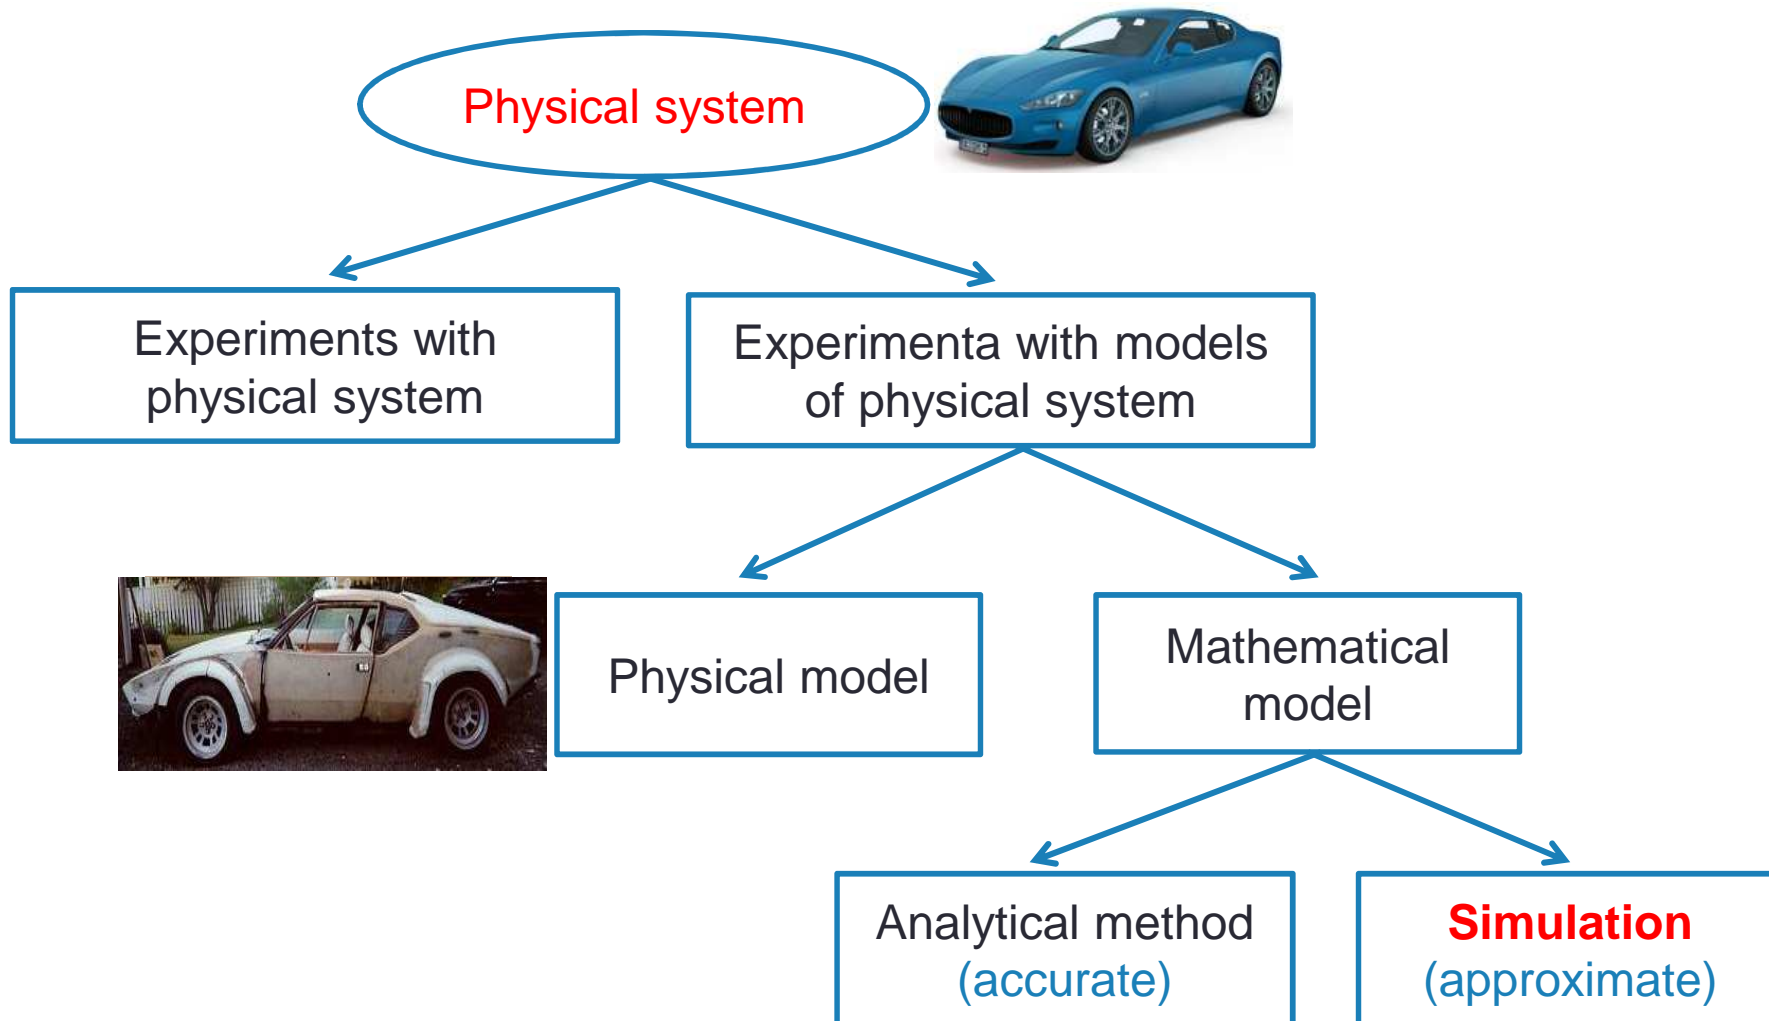 Physical system
Experiments with
physical system
Experimenta with models
of physical system
Physical model
Mathematical
model
Analytical method
(accurate)
Simulation
(approximate)